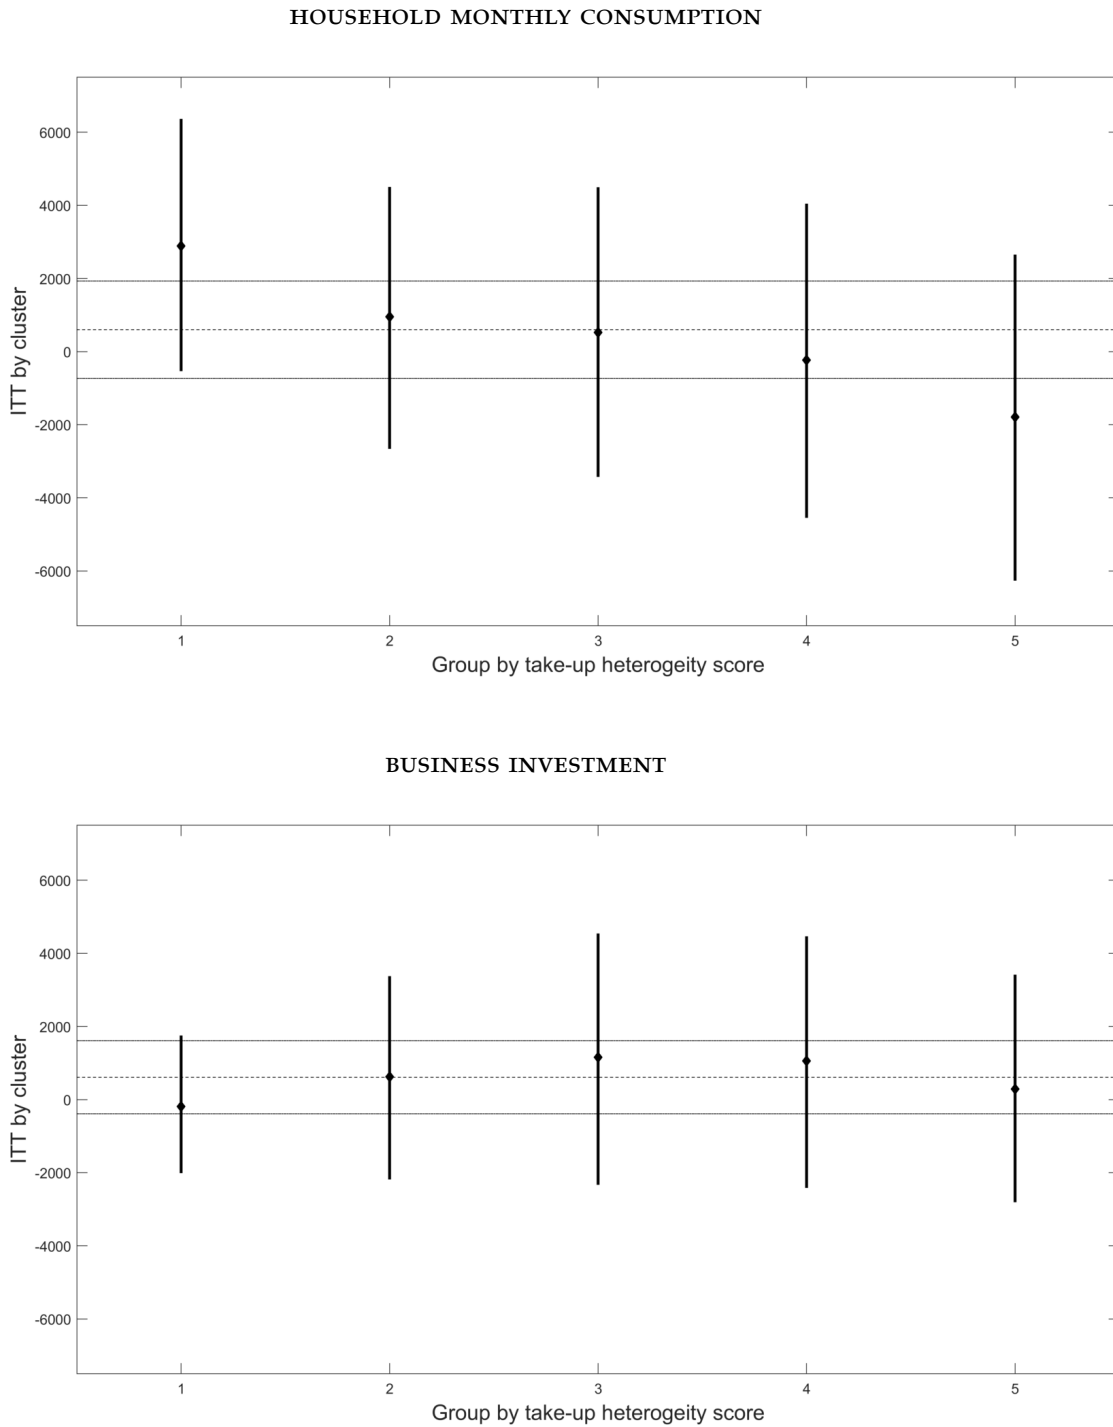 HOUSEHOLD MONTHLY CONSUMPTION
6000
4000
2000
0
-2000
-4000
-6000
ITT by cluster
1 2 3 4 5
Group by take-up heterogeity score
BUSINESS INVESTMENT
6000
4000
2000
0
-2000
-4000
-6000
ITT by cluster
1 2 3 4 5
Group by take-up heterogeity score